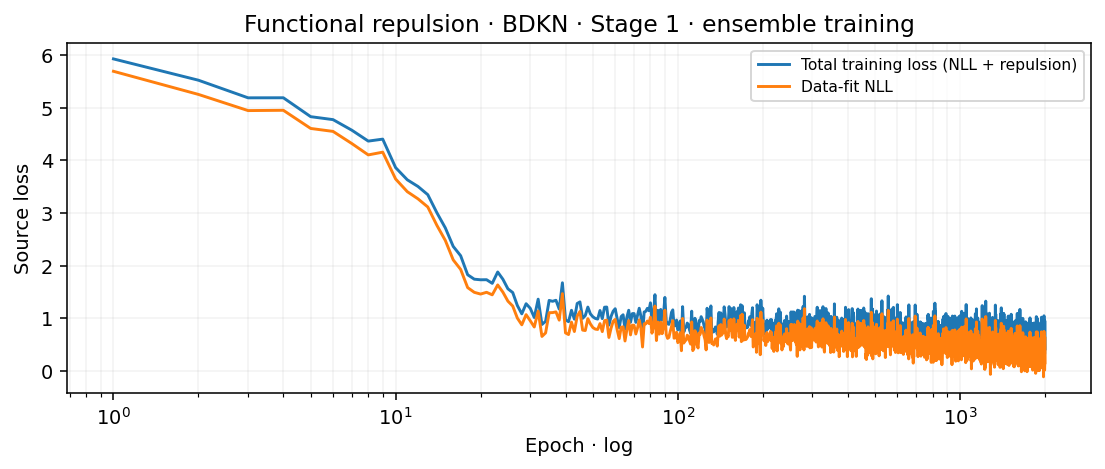 Functional repulsion · BDKN · Stage 1 · ensemble training
Total training loss (NLL + repulsion)
Data-fit NLL
Source loss
6
5
4
3
2
1
0
10⁰ 10¹ 10² 10³
Epoch · log